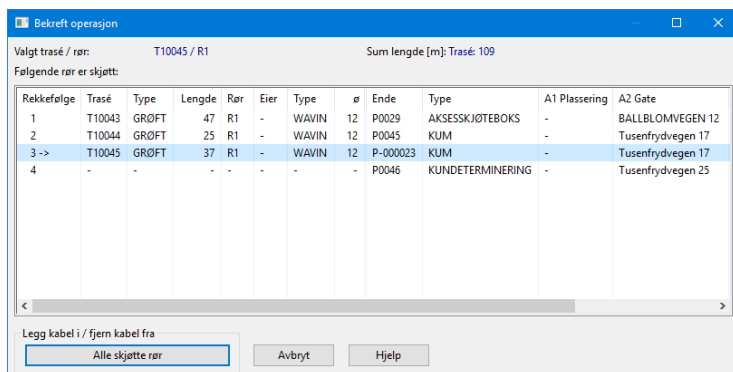 Bekreft operasjon
Valgt trasé / rør: T10045 / R1 Sum lengde [m]: Trasé: 109
Følgende rør er skjøtt:
Rekkefølge Trasé Type Lengde Rør Eier Type ø Ende Type A1 Plassering A2 Gate
1 T10043 GRØFT 47 R1 - WAVIN 12 P0029 AKSESSKJØTEBOKS - BALLBLOMVEGEN 12
2 T10044 GRØFT 25 R1 - WAVIN 12 P0045 KUM - Tusenfrydvegen 17
3 -> T10045 GRØFT 37 R1 - WAVIN 12 P-000023 KUM - Tusenfrydvegen 17
4 - - - - - - - P0046 KUNDETERMINERING - Tusenfrydvegen 25
Legg kabel i / fjern kabel fra
Alle skjøtte rør Avbryt Hjelp